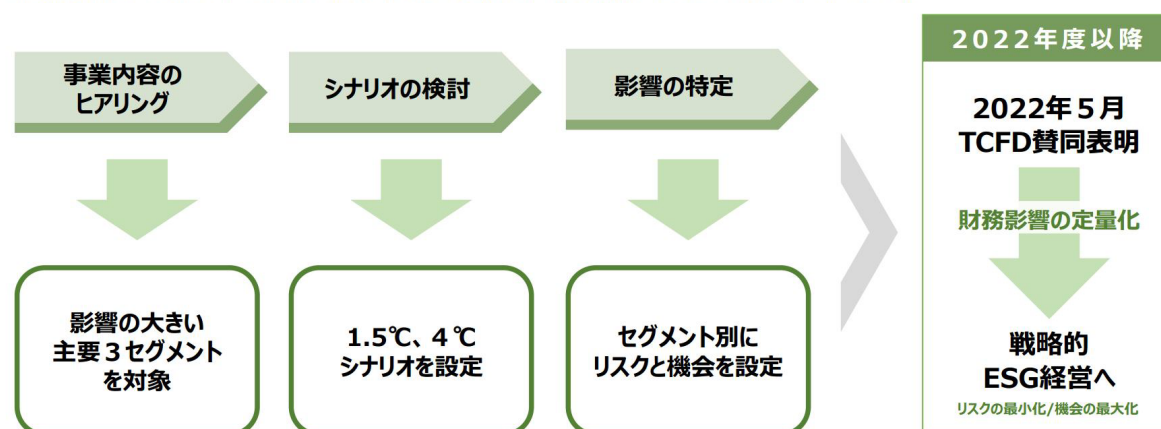 事業内容の
ヒアリング
シナリオの検討
影響の特定
影響の大きい
主要３セグメント
を対象
1.5℃、４℃
シナリオを設定
セグメント別に
リスクと機会を設定
2022年度以降
2022年５月
TCFD賛同表明
財務影響の定量化
戦略的
ESG経営へ
リスクの最小化/機会の最大化